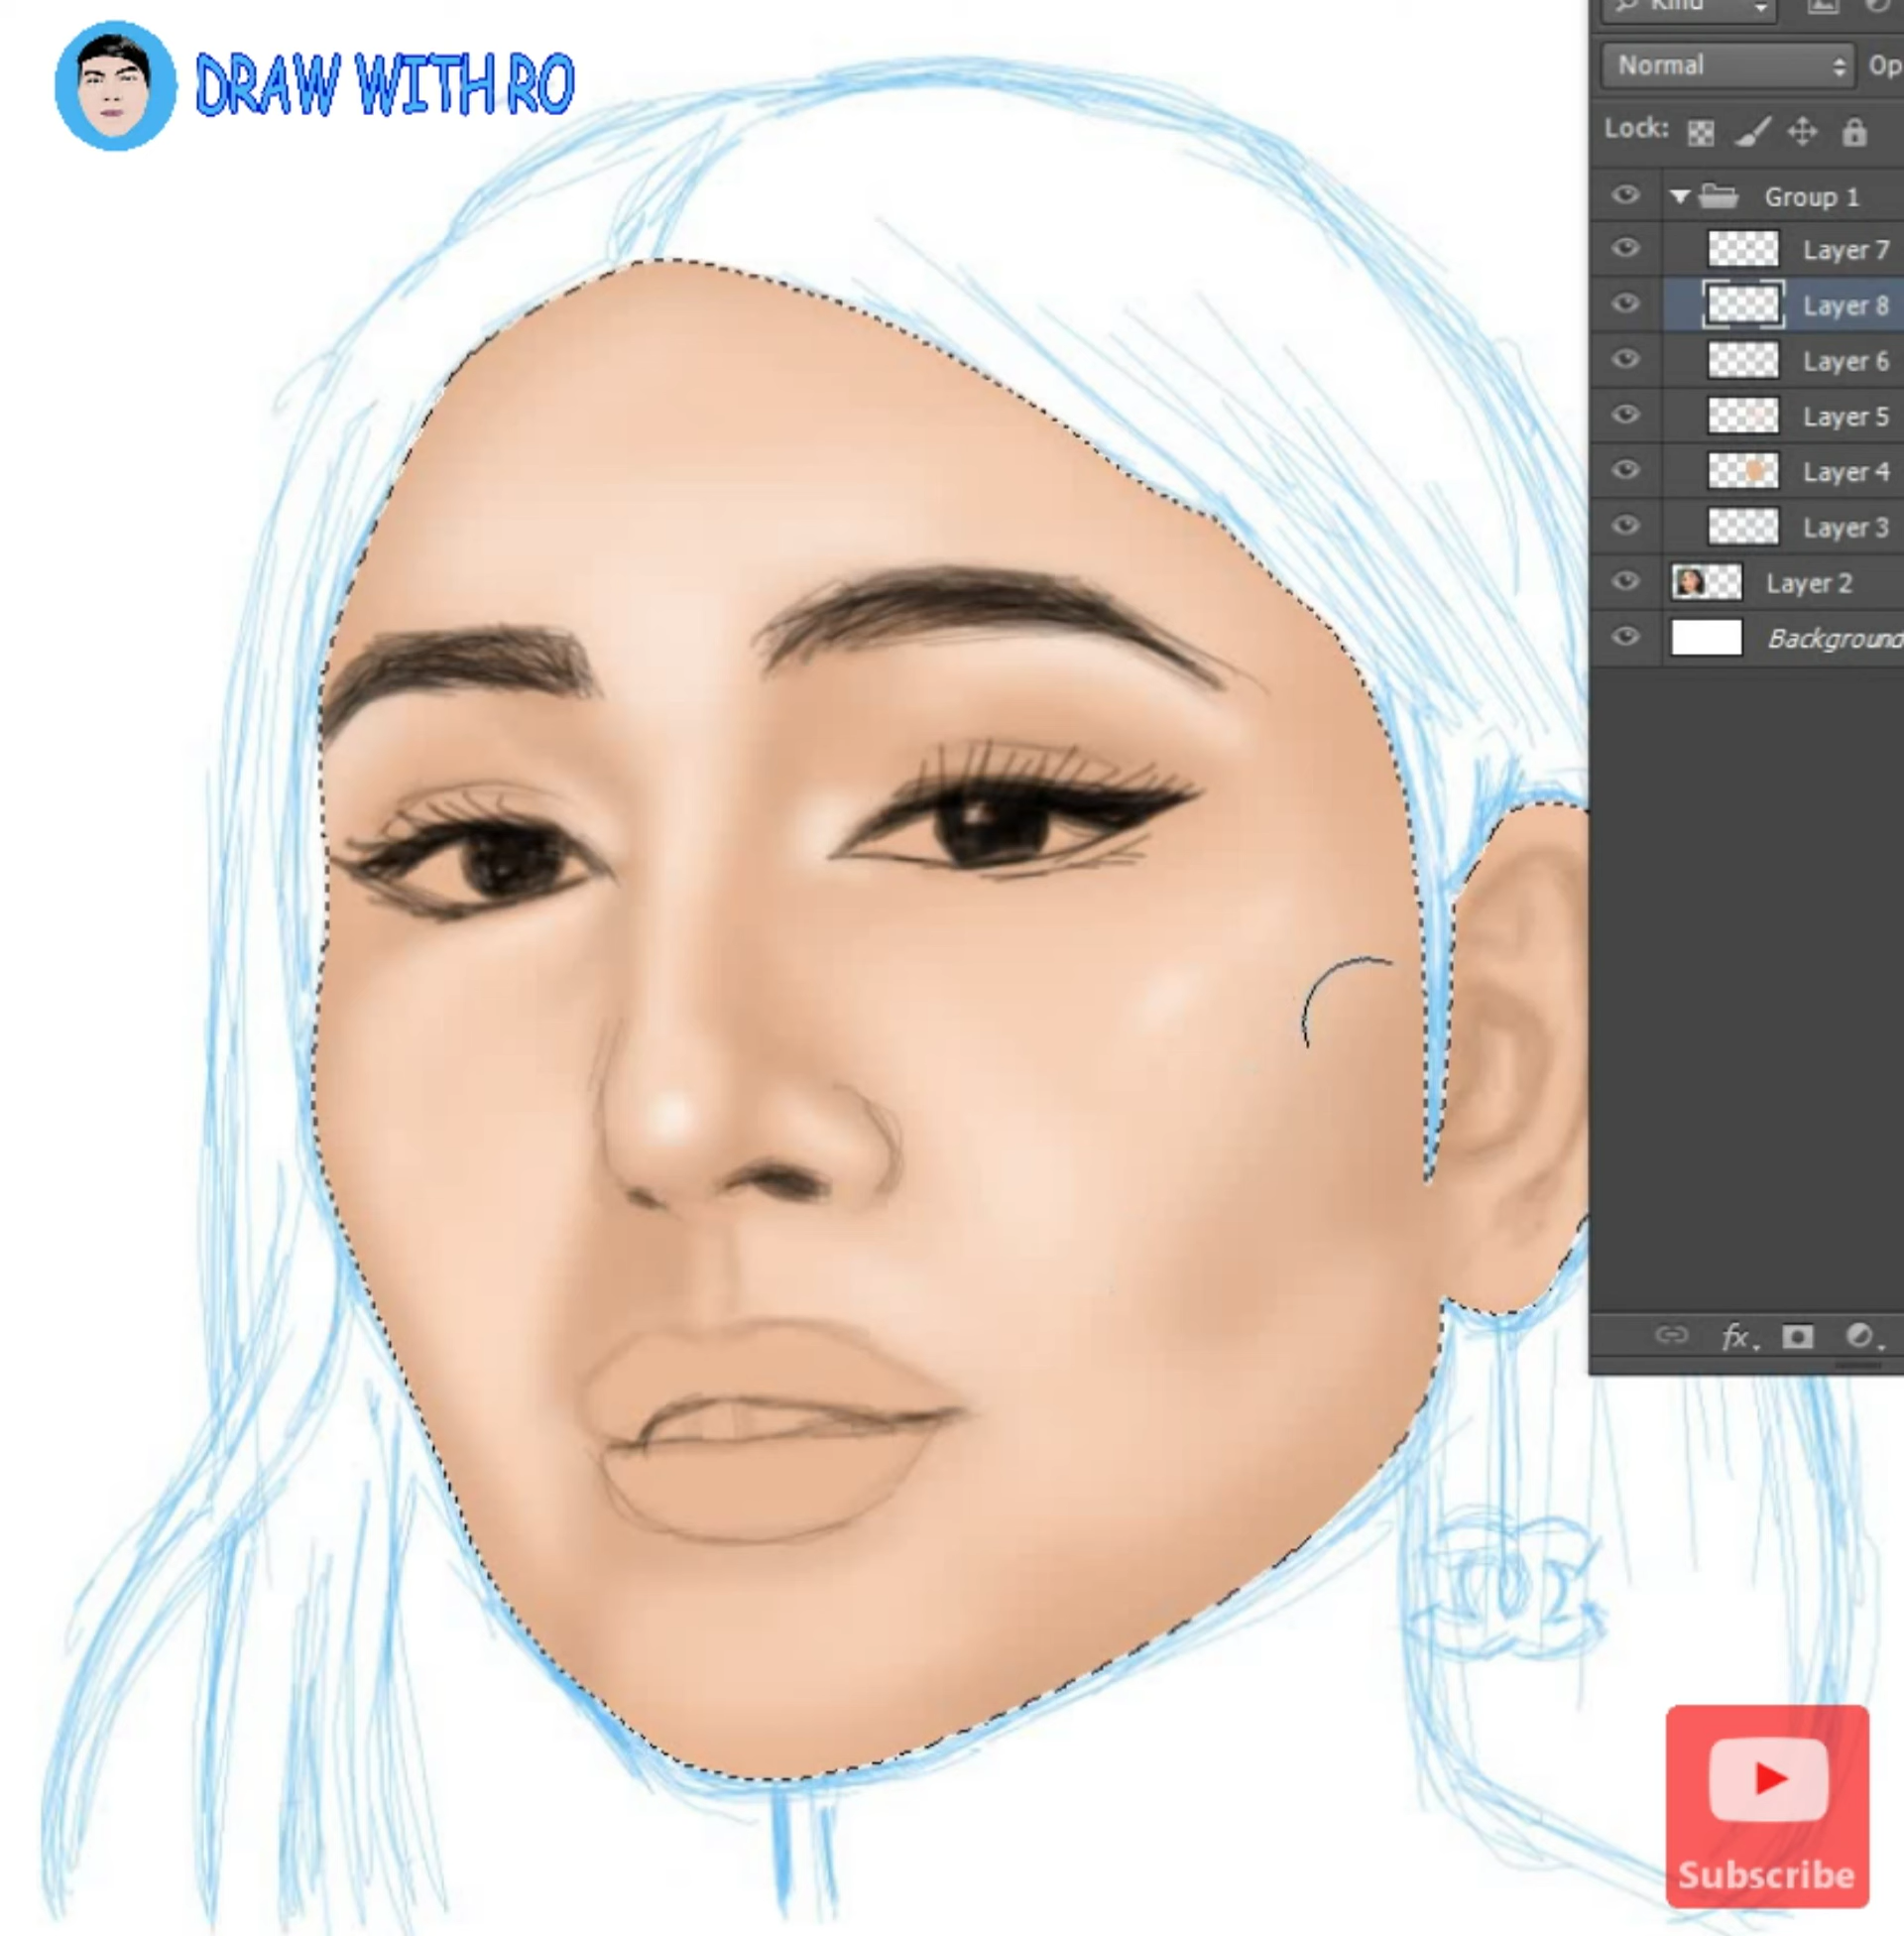 DRAW WITH RO
Kind
Normal
Op
Lock:
Group 1
Layer 7
Layer 8
Layer 6
Layer 5
Layer 4
Layer 3
Layer 2
Background
fx
Subscribe